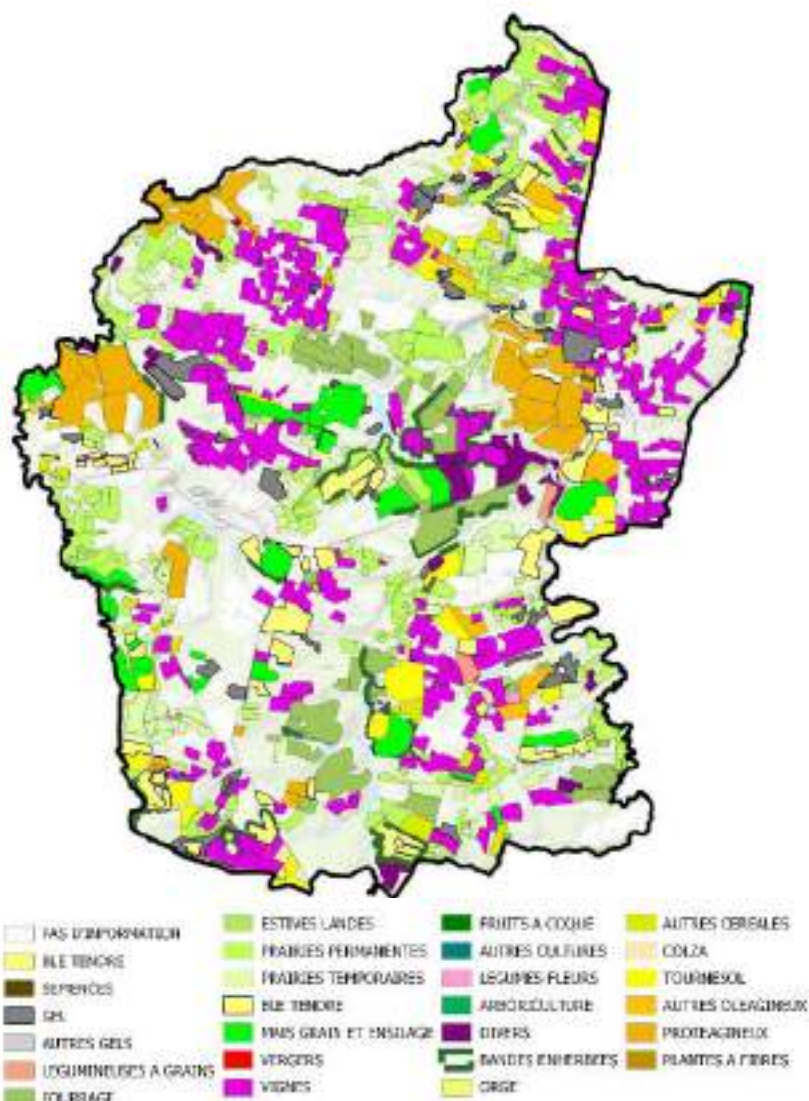 PAS D'INFORMATION
BLE TENDRE
SEMENCES
GEL
AUTRES GELS
LEGUMINEUSES A GRAINS
FOURRAGE
ESTIVES LANDES
PRAIRIES PERMANENTES
PRAIRIES TEMPORAIRES
BLE TENDRE
MAIS GRAIN ET ENSILAGE
VERGERS
VIGNES
FRUITS A COQUE
AUTRES CULTURES
LEGUMES-FLEURS
ARBORICULTURE
DIVERS
BANDES ENHERBEES
ORGE
AUTRES CEREALES
COLZA
TOURNESOL
AUTRES OLEAGINEUX
PROTEAGINEUX
PLANTES A FIBRES